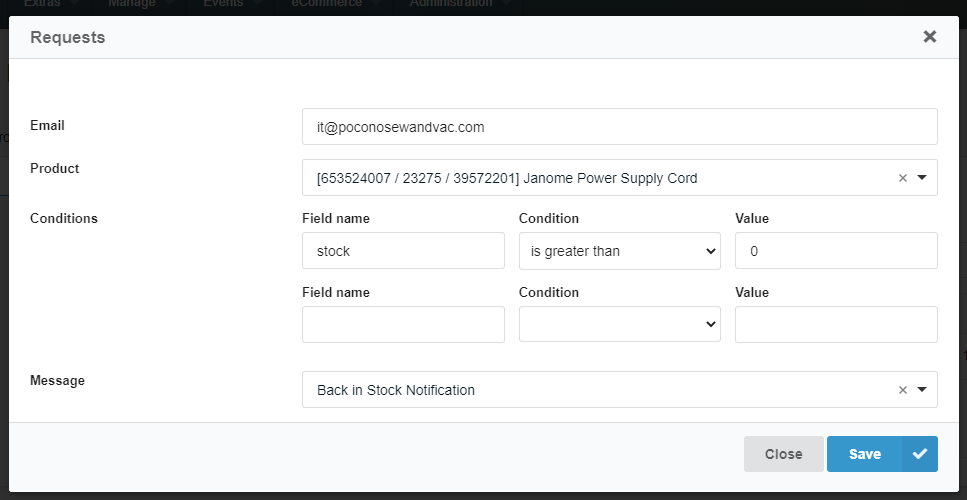 Extras Manage Events eCommerce Administration
Requests ×
Email it@poconosewandvac.com
Product [653524007 / 23275 / 39572201] Janome Power Supply Cord ×
Conditions Field name Condition Value
stock is greater than 0
Field name Condition Value
Message Back in Stock Notification ×
Close Save